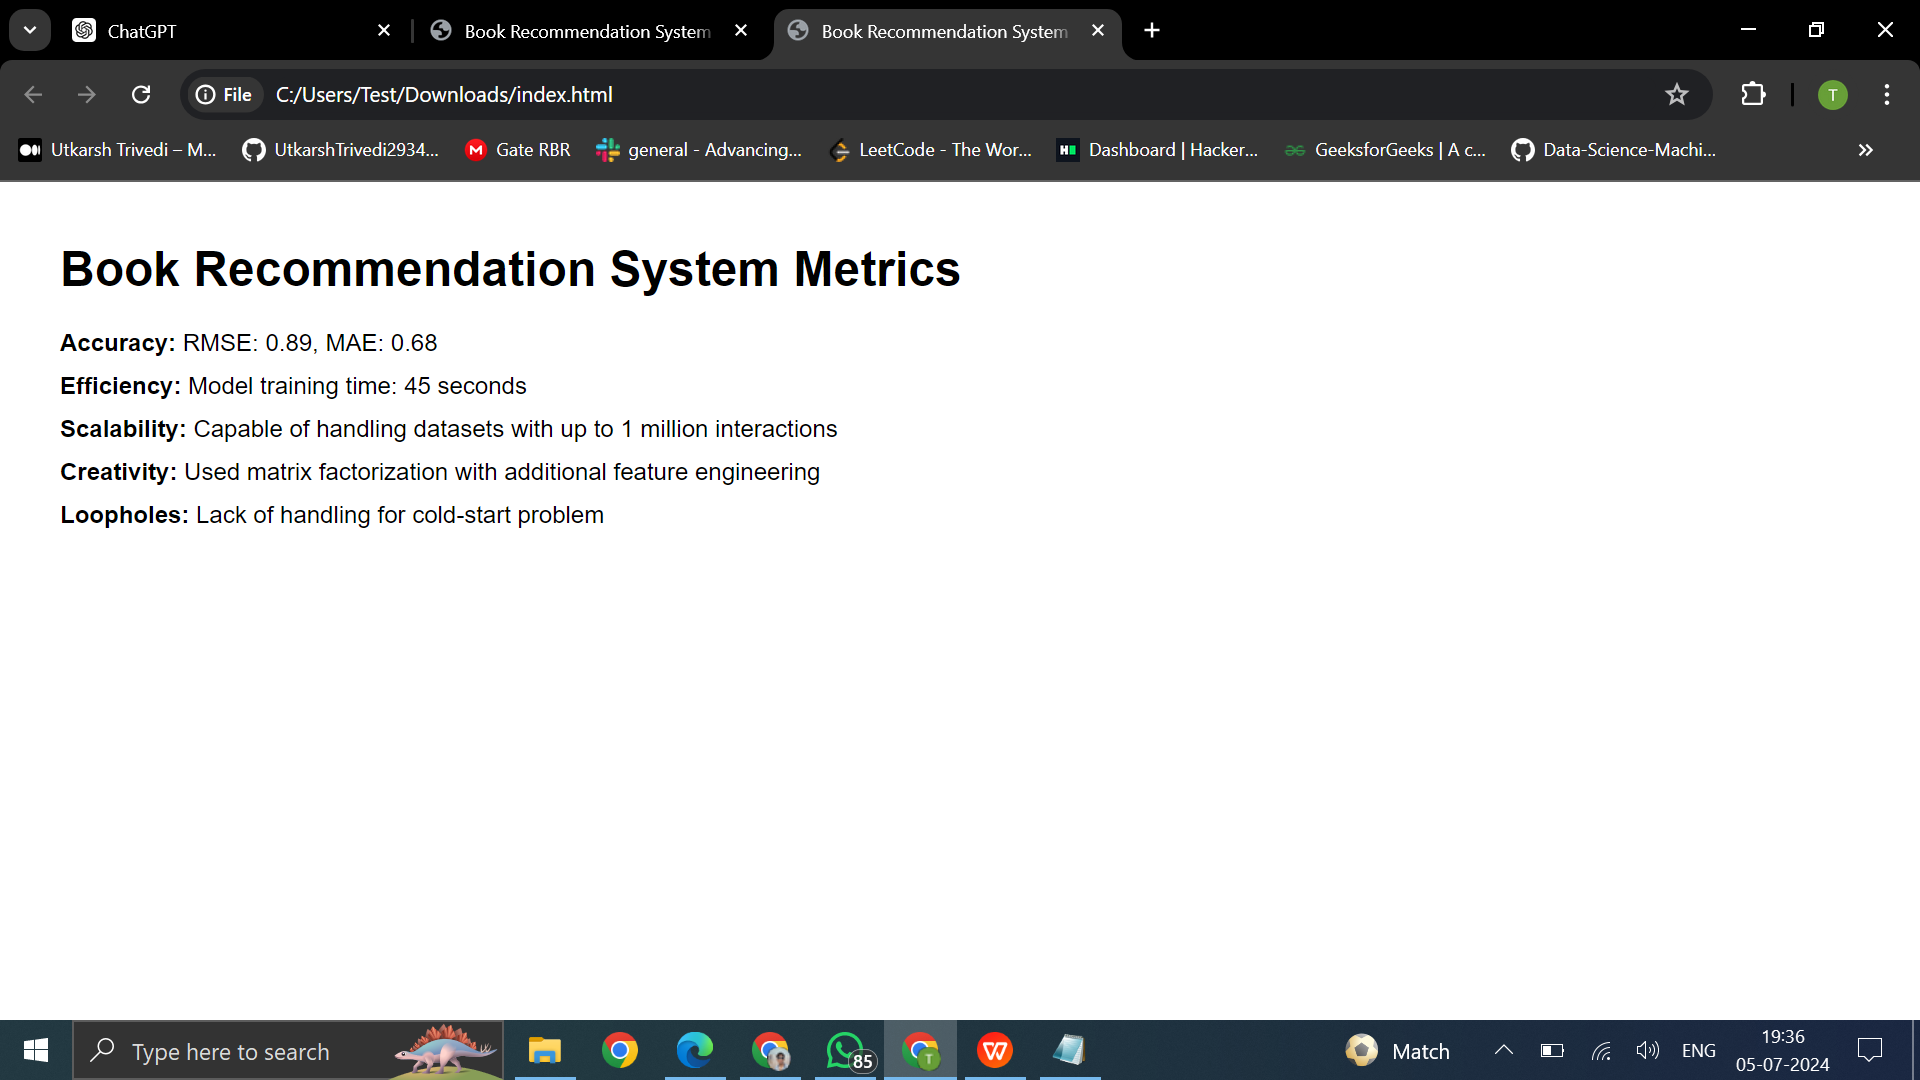 ChatGPT
Book Recommendation System
Book Recommendation System
File
C:/Users/Test/Downloads/index.html
T
Utkarsh Trivedi – M...
UtkarshTrivedi2934...
M
Gate RBR
general - Advancing...
LeetCode - The Wor...
Dashboard | Hacker...
GeeksforGeeks | A c...
Data-Science-Machi...
Book Recommendation System Metrics
Accuracy: RMSE: 0.89, MAE: 0.68
Efficiency: Model training time: 45 seconds
Scalability: Capable of handling datasets with up to 1 million interactions
Creativity: Used matrix factorization with additional feature engineering
Loopholes: Lack of handling for cold-start problem
Type here to search
85
T
W
Match
ENG
19:36
05-07-2024